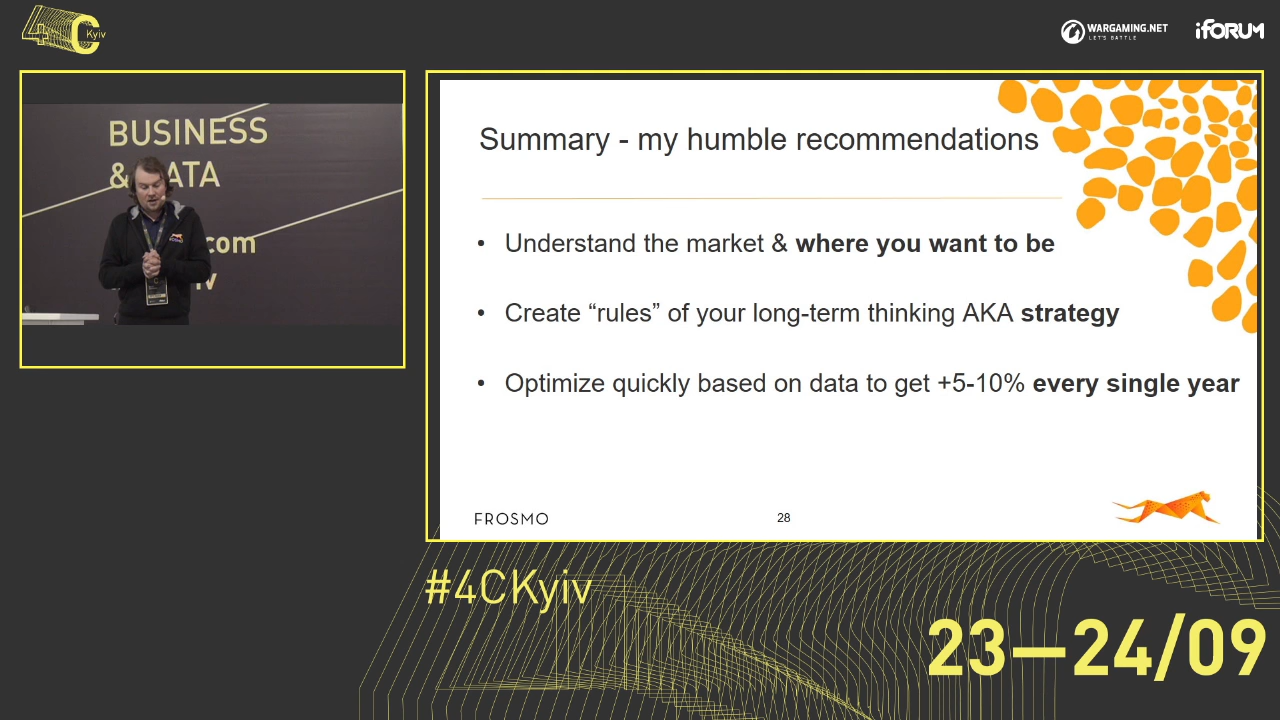 4C Kyiv
WARGAMING.NET
LET'S BATTLE
iFORUM
BUSINESS
& DATA
.com
FROSMO
Summary - my humble recommendations
• Understand the market & where you want to be
• Create “rules” of your long-term thinking AKA strategy
• Optimize quickly based on data to get +5-10% every single year
FROSMO
28
#4CKyiv
23—24/09